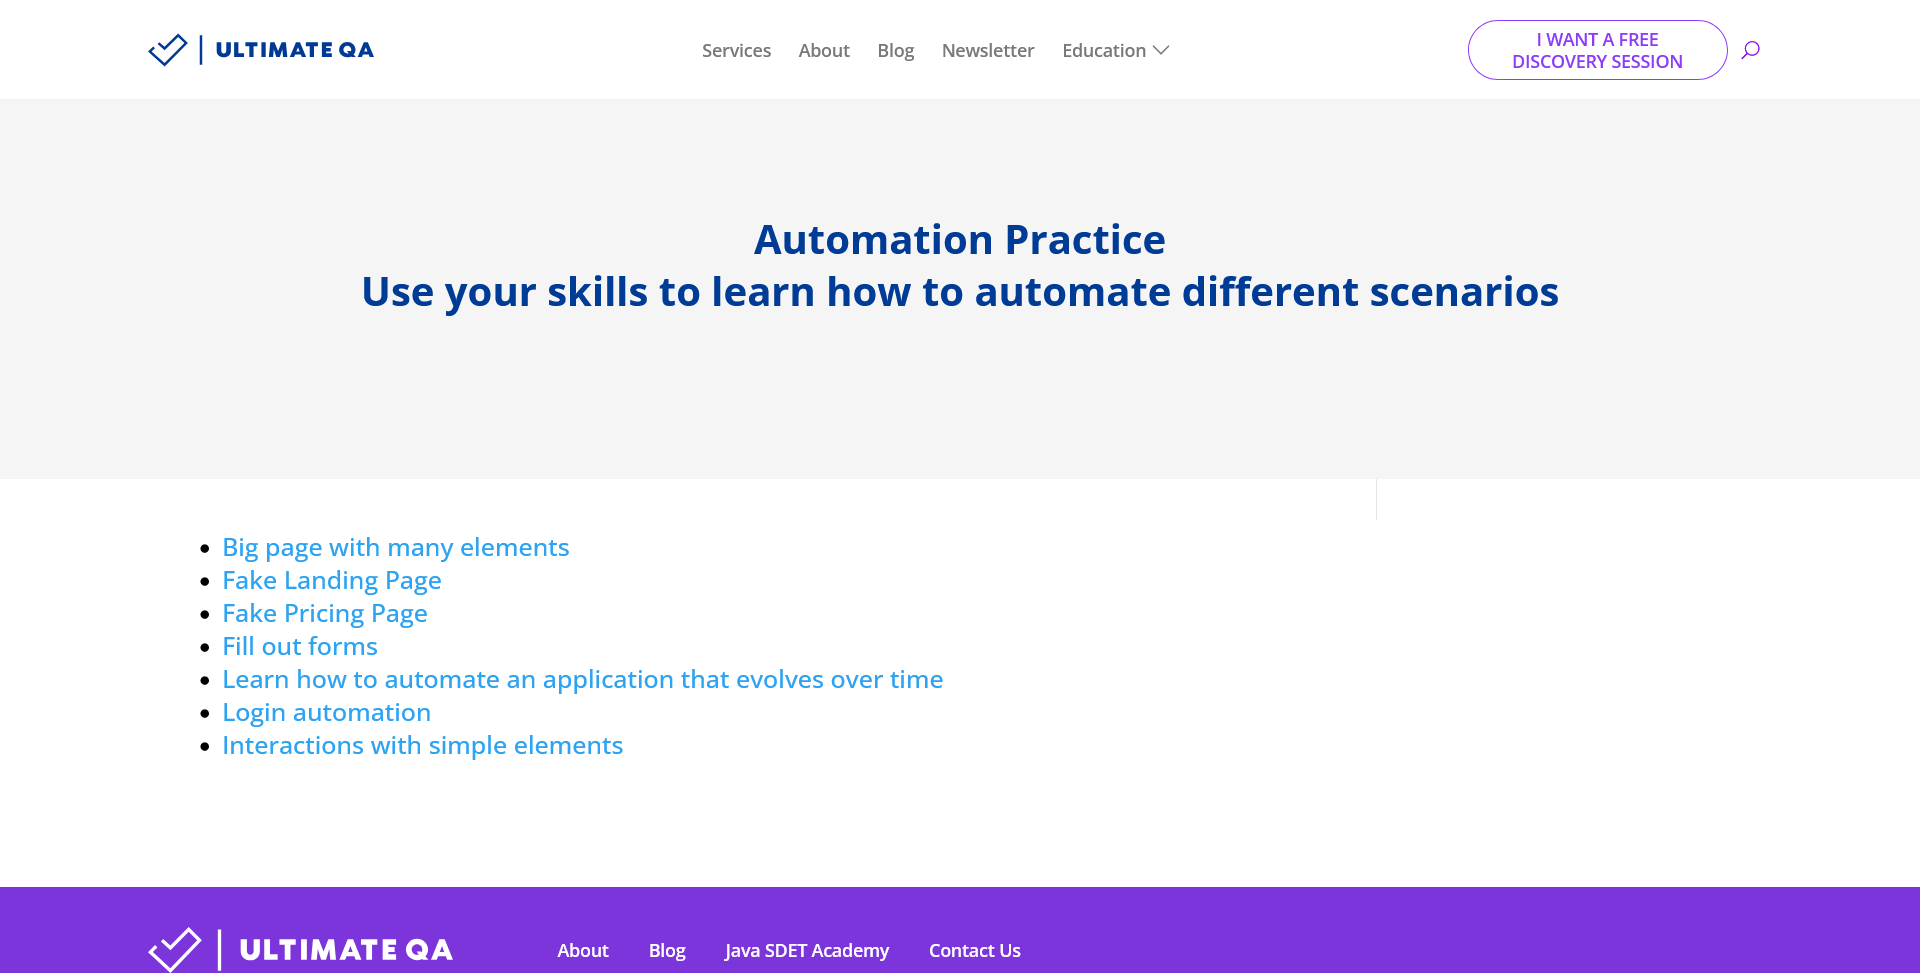 ULTIMATE QA
Services
About
Blog
Newsletter
Education
I WANT A FREE
DISCOVERY SESSION
Automation Practice
Use your skills to learn how to automate different scenarios
Big page with many elements
Fake Landing Page
Fake Pricing Page
Fill out forms
Learn how to automate an application that evolves over time
Login automation
Interactions with simple elements
ULTIMATE QA
About
Blog
Java SDET Academy
Contact Us